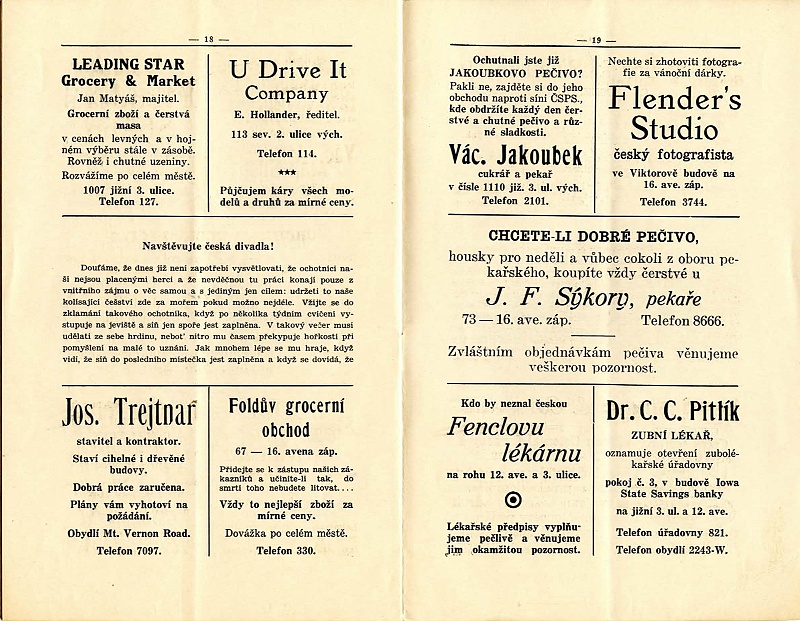 — 18 —
LEADING STAR
Grocery & Market
Jan Matyáš, majitel.
Grocerní zboží a čerstvá
masa
v cenách levných a v hoj-
ném výběru stále v zásobě.
Rovněž i chutné uzeniny.
Rozvážíme po celém městě.
1007 jižní 3. ulice.
Telefon 127.
U Drive It
Company
E. Hollander, ředitel.
113 sev. 2. ulice vých.
Telefon 114.
***
Půjčujem káry všech mo-
delů a druhů za mírné ceny.
Navštěvujte česká divadla!
Doufáme, že dnes již není zapotřebí vysvětlovati, že ochotníci na-
ši nejsou placenými herci a že nevděčnou tu práci konají pouze z
vnitřního zájmu o věc samou a s jediným jen cílem: udržeti to naše
kolísající češství zde za mořem pokud možno nejdéle. Vžijte se do
zklamání takového ochotníka, když po několika týdnim cvičení vy-
stupuje na jeviště a síň jen spoře jest zaplněna. V takový večer musí
udělati ze sebe hrdinu, neboť nitro mu časem překypuje hořkostí při
pomyšlení na malé to uznání. Jak mnohem lépe se mu hraje, když
vidí, že síň do posledního místečka jest zaplněna a když se dovídá, že
Jos. Trejtnař
stavitel a kontraktor.
Staví cihelné i dřevěné
budovy.
Dobrá práce zaručena.
Plány vám vyhotoví na
požádání.
Obydlí Mt. Vernon Road.
Telefon 7097.
Foldův grocerní
obchod
67 — 16. avena záp.
Přidejte se k zástupu našich zá-
kazníků a učiníte-li tak, do
smrti toho nebudete litovat....
Vždy to nejlepší zboží za
mírné ceny.
Dovážka po celém městě.
Telefon 330.
— 19 —
Ochutnali jste již
JAKOUBKOVO PEČIVO?
Pakli ne, zajděte si do jeho
obchodu naproti síni ČSPS.,
kde obdržíte každý den čer-
stvé a chutné pečivo a růz-
né sladkosti.
Vác. Jakoubek
cukrář a pekař
v čísle 1110 již. 3. ul. vých.
Telefon 2101.
Nechte si zhotoviti fotogra-
fie za vánoční dárky.
Flender's
Studio
český fotografista
ve Viktorově budově na
16. ave. záp.
Telefon 3744.
CHCETE-LI DOBRÉ PEČIVO,
housky pro neděli a vůbec cokoli z oboru pe-
kařského, koupíte vždy čerstvé u
J. F. Sýkory, pekaře
73 — 16. ave. záp. Telefon 8666.
Zvláštním objednávkám pečiva věnujeme
veškerou pozornost.
Kdo by neznal českou
Fenclovu
lékárnu
na rohu 12. ave. a 3. ulice.
Lékařské předpisy vyplňu-
jeme pečlivě a věnujeme
jim okamžitou pozornost.
Dr. C. C. Pitlík
ZUBNÍ LÉKAŘ,
oznamuje otevření zubolé-
kařské úřadovny
pokoj č. 3, v budově Iowa
State Savings banky
na jižní 3. ul. a 12. ave.
Telefon úřadovny 821.
Telefon obydlí 2243-W.